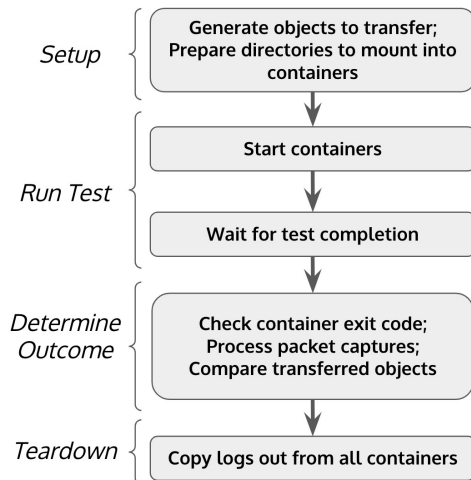 Setup
Generate objects to transfer;
Prepare directories to mount into
containers
Run Test
Start containers
Wait for test completion
Determine
Outcome
Check container exit code;
Process packet captures;
Compare transferred objects
Teardown
Copy logs out from all containers